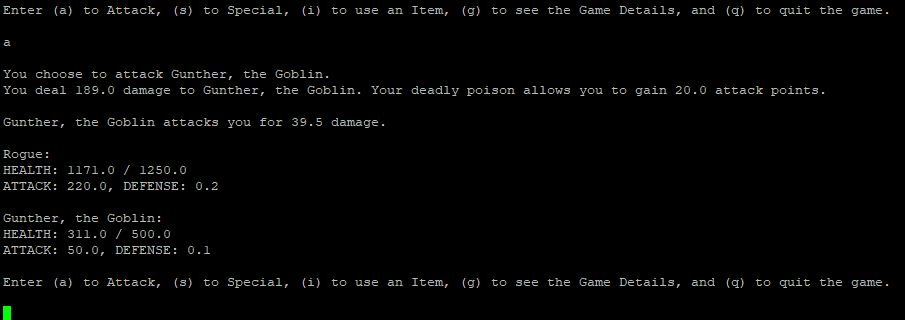 Enter (a) to Attack, (s) to Special, (i) to use an Item, (g) to see the Game Details, and (q) to quit the game.
a
You choose to attack Gunther, the Goblin.
You deal 189.0 damage to Gunther, the Goblin. Your deadly poison allows you to gain 20.0 attack points.
Gunther, the Goblin attacks you for 39.5 damage.
Rogue:
HEALTH: 1171.0 / 1250.0
ATTACK: 220.0, DEFENSE: 0.2
Gunther, the Goblin:
HEALTH: 311.0 / 500.0
ATTACK: 50.0, DEFENSE: 0.1
Enter (a) to Attack, (s) to Special, (i) to use an Item, (g) to see the Game Details, and (q) to quit the game.